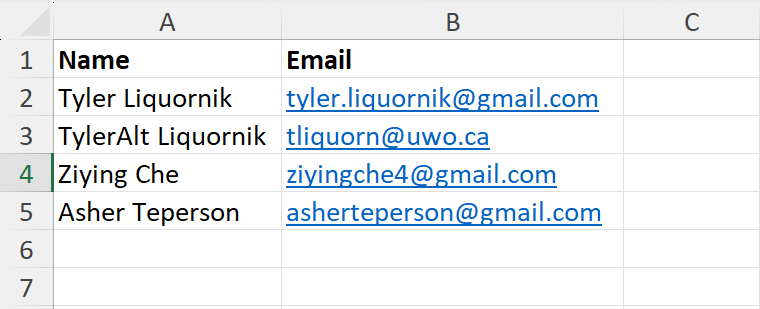 A B C
1 Name Email
2 Tyler Liquornik tyler.liquornik@gmail.com
3 TylerAlt Liquornik tliquorn@uwo.ca
4 Ziying Che ziyingche4@gmail.com
5 Asher Teperson asherteperson@gmail.com
6
7